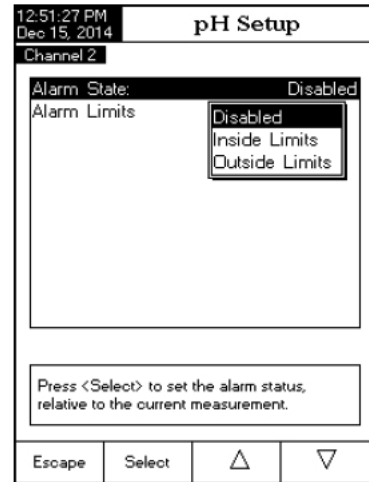 12:51:27 PM
Dec 15, 2014
pH Setup
Channel 2
Alarm State: Disabled
Alarm Limits
Disabled
Inside Limits
Outside Limits
Press <Select> to set the alarm status,
relative to the current measurement.
Escape Select △ ▽